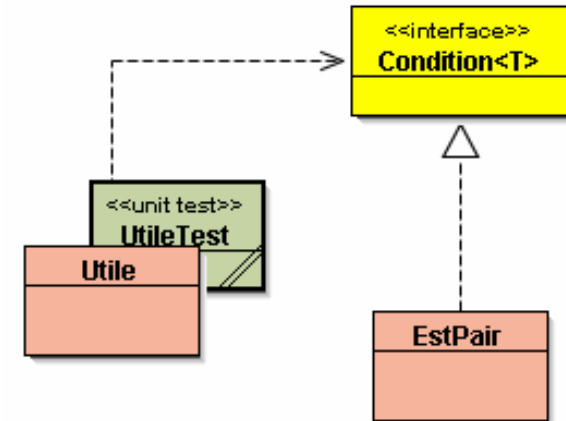 <<interface>>
Condition<T>
<<unit test>>
UtileTest
Utile
EstPair